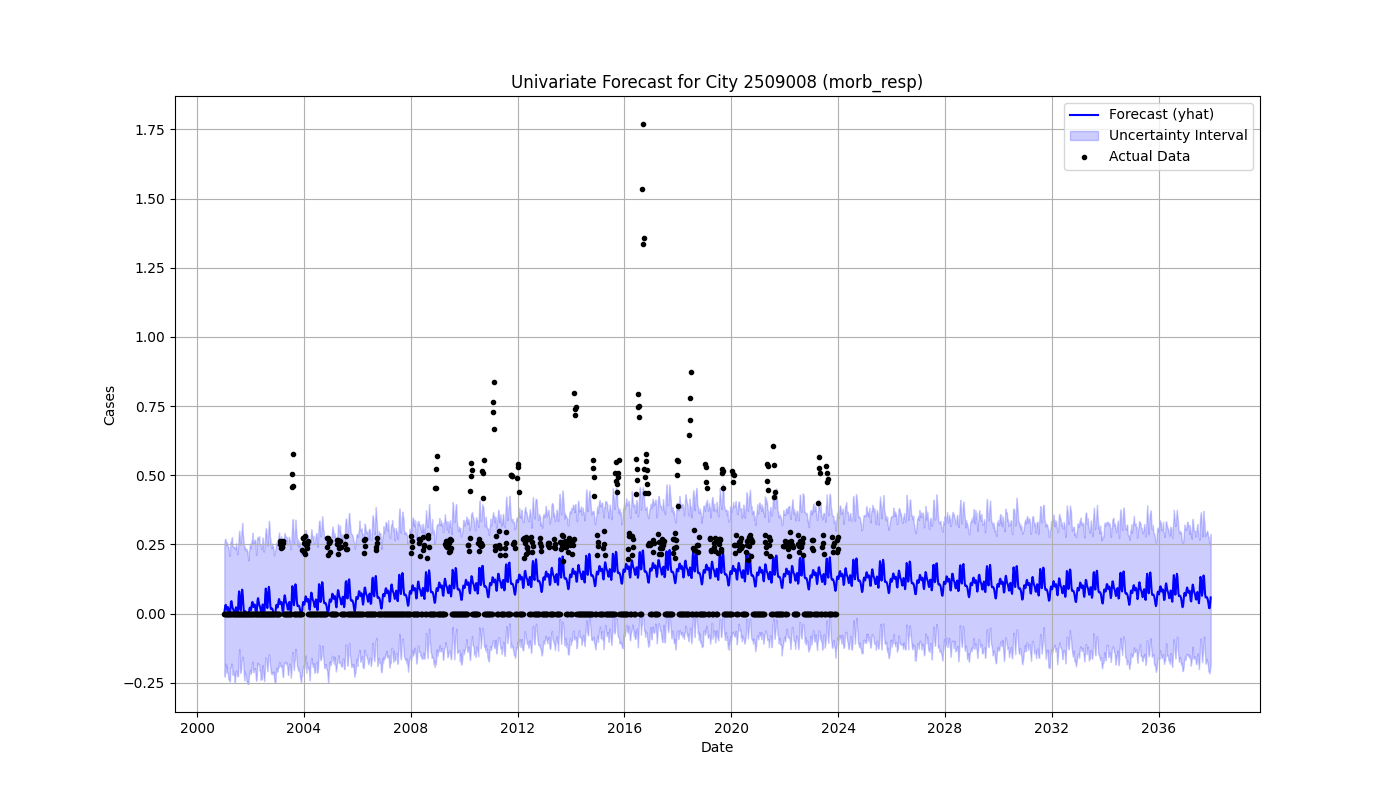 Univariate Forecast for City 2509008 (morb_resp)
Forecast (yhat)
Uncertainty Interval
Actual Data
1.75
1.50
1.25
1.00
0.75
0.50
0.25
0.00
−0.25
Cases
2000 2004 2008 2012 2016 2020 2024 2028 2032 2036
Date